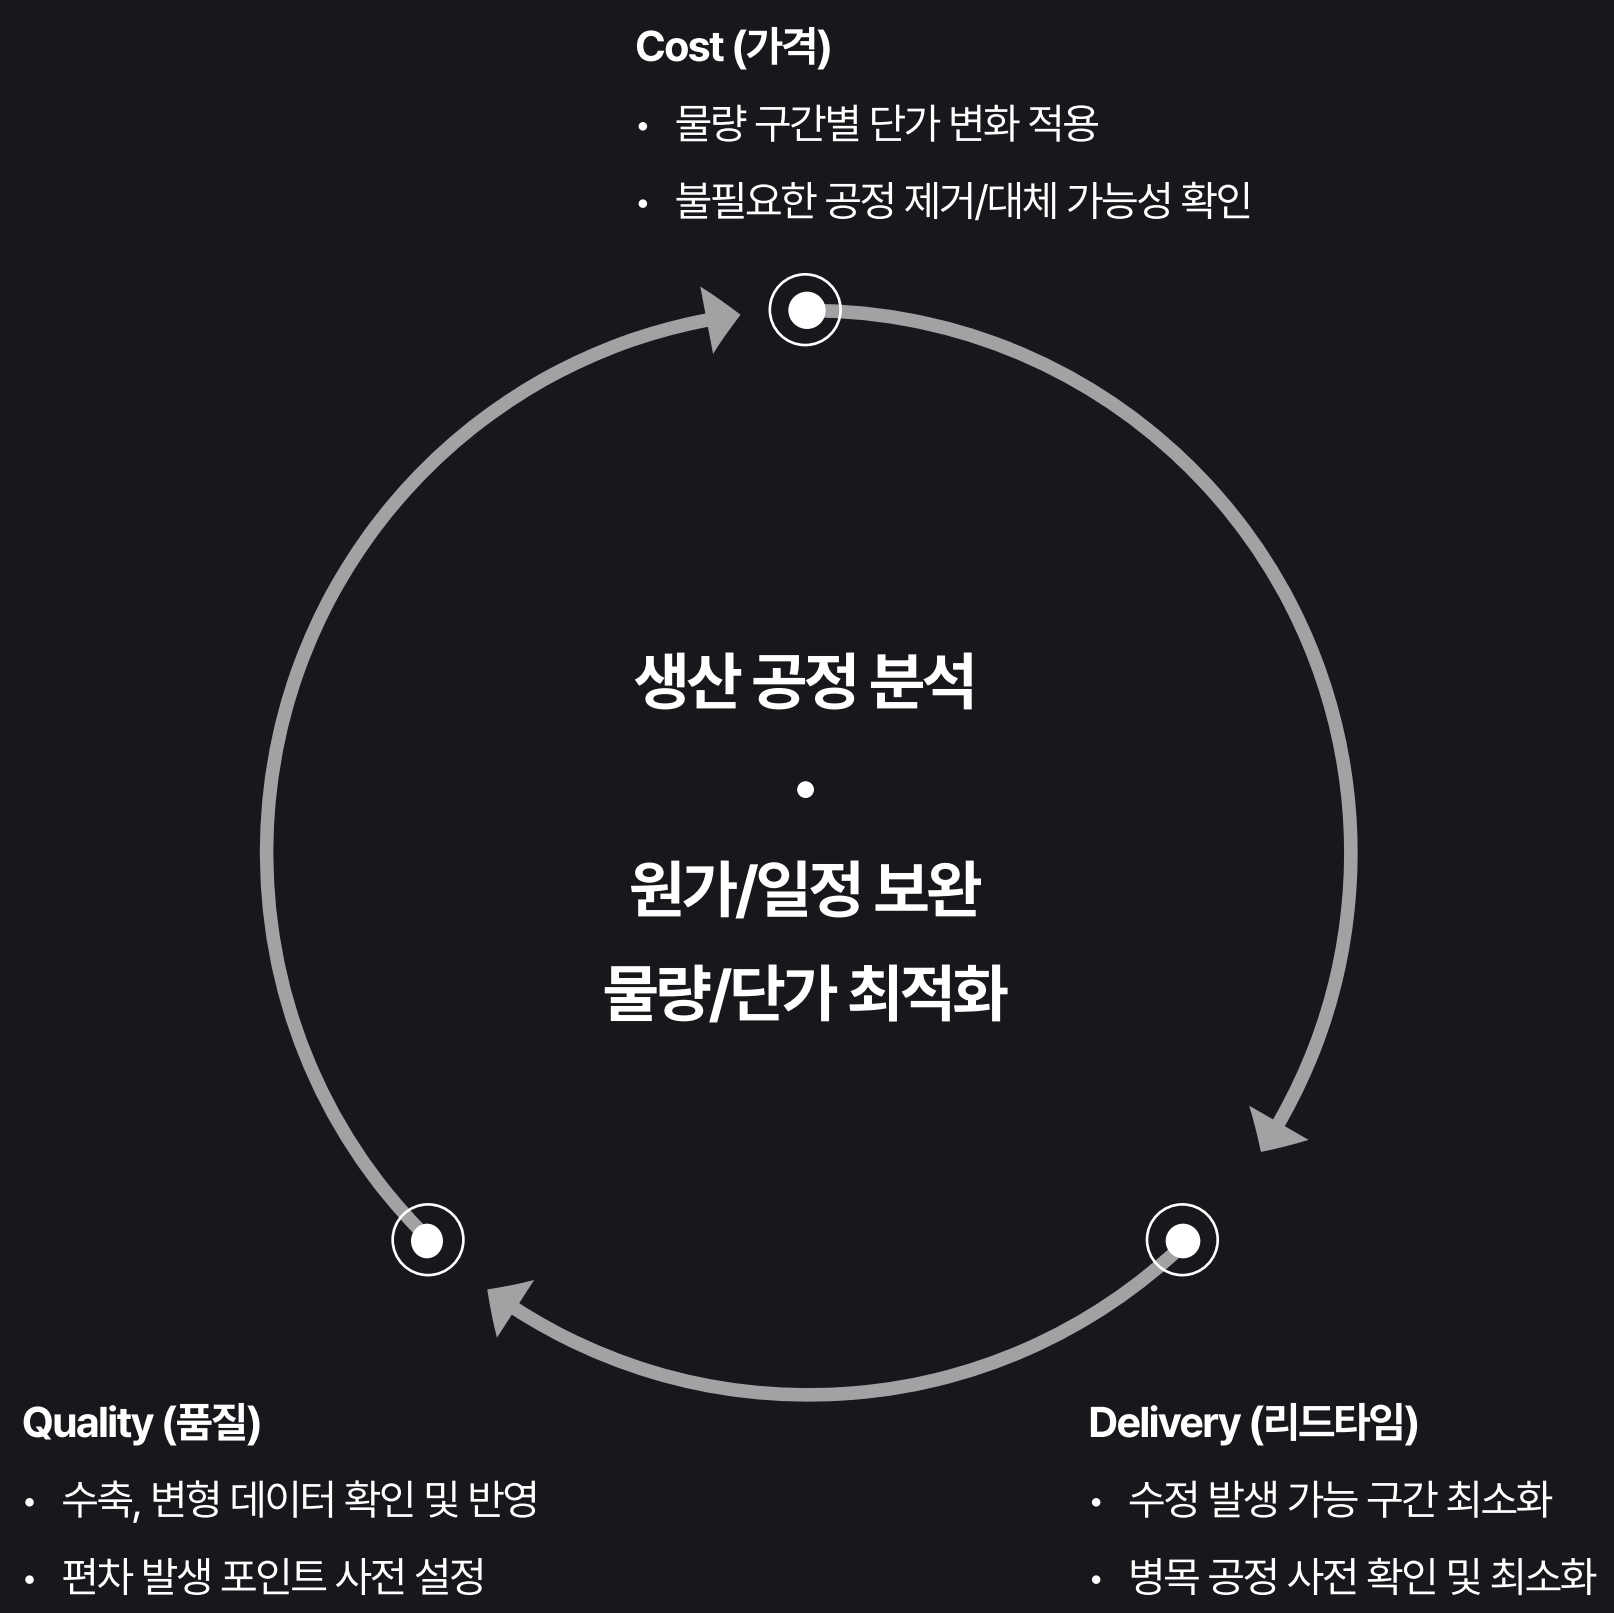 Cost (가격)
• 물량 구간별 단가 변화 적용
• 불필요한 공정 제거/대체 가능성 확인
생산 공정 분석
•
원가/일정 보완
물량/단가 최적화
Quality (품질)
• 수축, 변형 데이터 확인 및 반영
• 편차 발생 포인트 사전 설정
Delivery (리드타임)
• 수정 발생 가능 구간 최소화
• 병목 공정 사전 확인 및 최소화